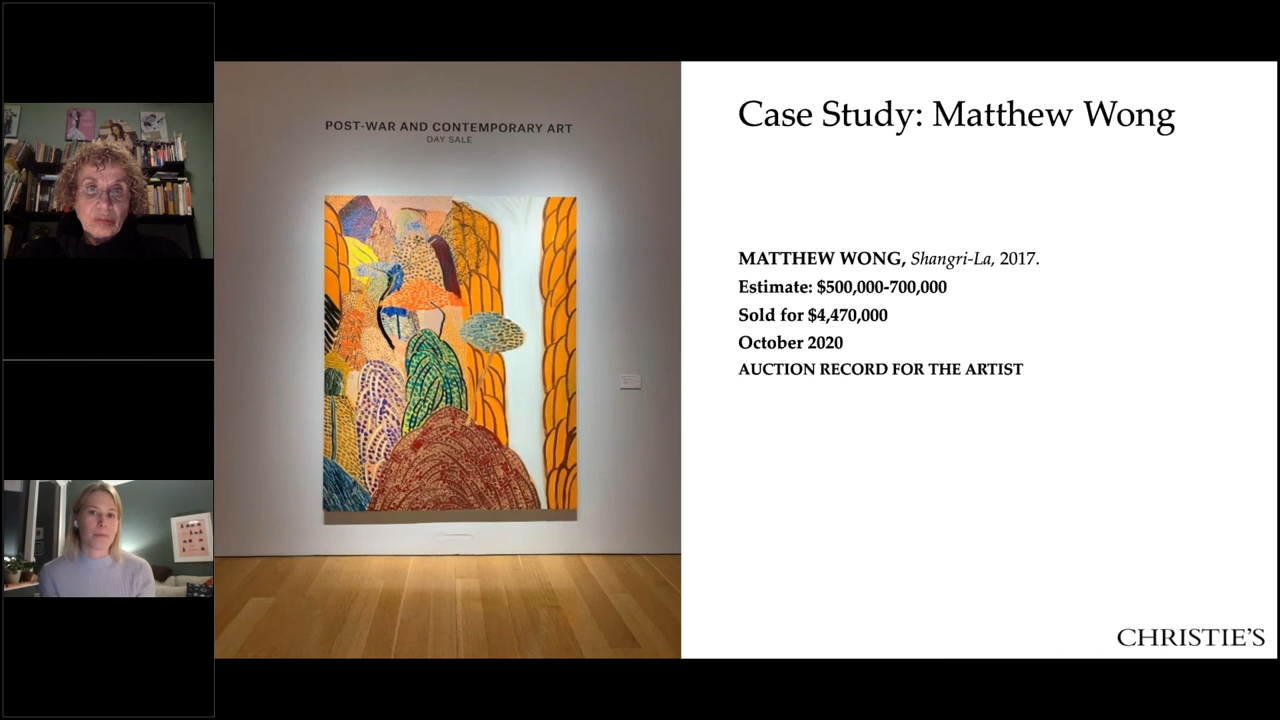 POST-WAR AND CONTEMPORARY ART
DAY SALE
Case Study: Matthew Wong
MATTHEW WONG, Shangri-La, 2017.
Estimate: $500,000-700,000
Sold for $4,470,000
October 2020
AUCTION RECORD FOR THE ARTIST
CHRISTIE'S